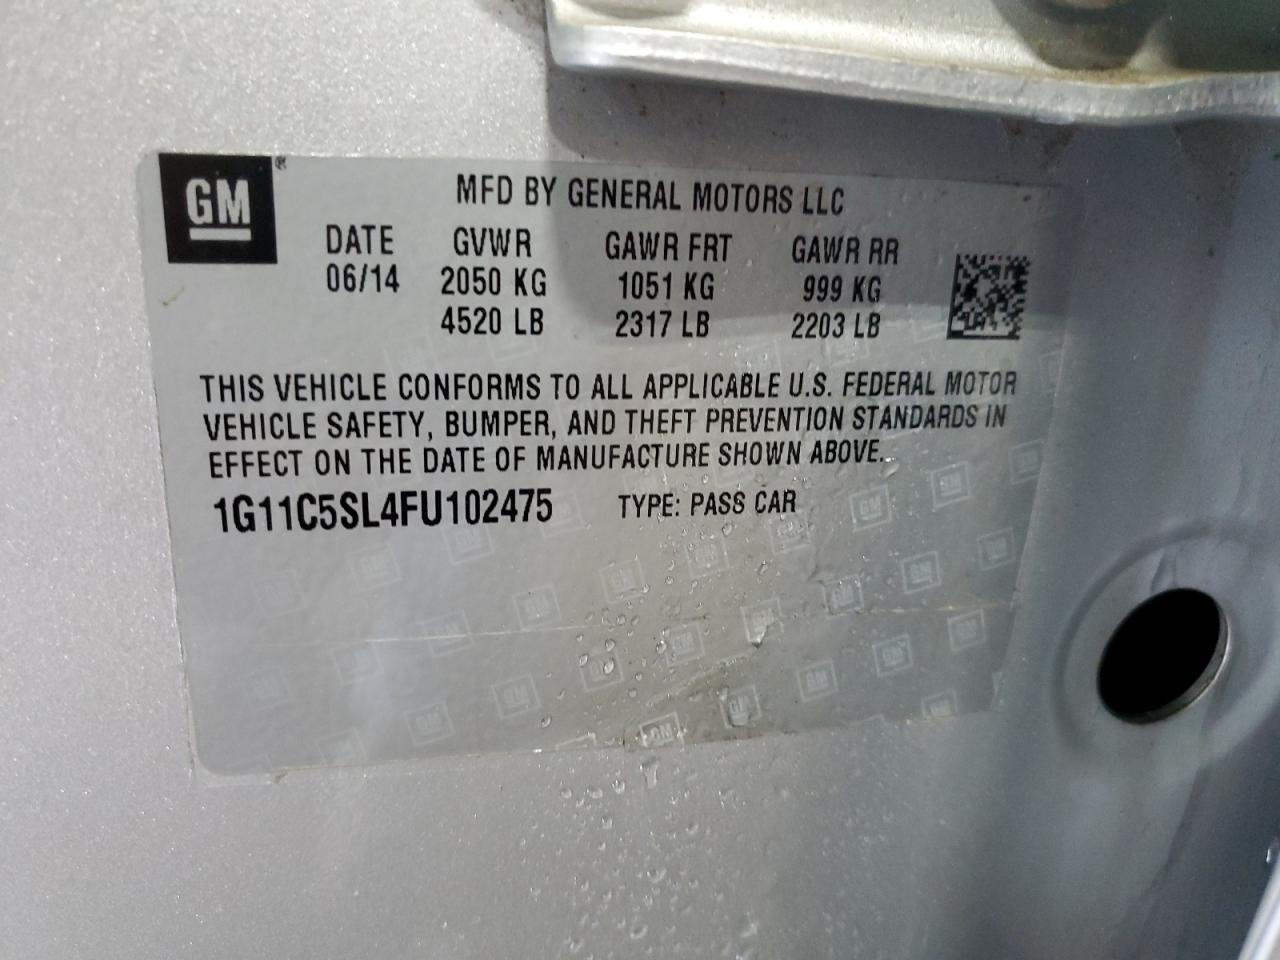 GM®
MFD BY GENERAL MOTORS LLC
DATE GVWR GAWR FRT GAWR RR
06/14 2050 KG 1051 KG 999 KG
4520 LB 2317 LB 2203 LB
THIS VEHICLE CONFORMS TO ALL APPLICABLE U.S. FEDERAL MOTOR
VEHICLE SAFETY, BUMPER, AND THEFT PREVENTION STANDARDS IN
EFFECT ON THE DATE OF MANUFACTURE SHOWN ABOVE.
1G11C5SL4FU102475 TYPE: PASS CAR